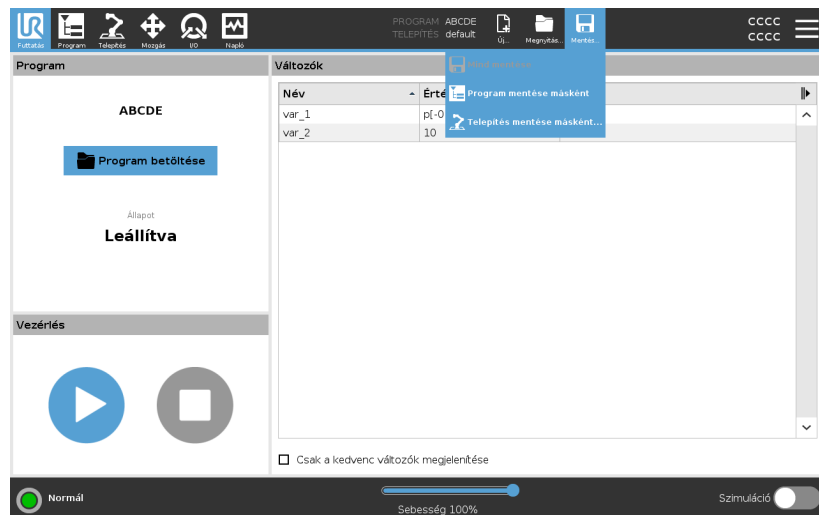 UR
Futtatás Program Telepítés Mozgás I/O Napló
PROGRAM ABCDE
TELEPÍTÉS default
Új... Megnyitás... Mentés...
CCCC
CCCC
Program
Változók
Program mentése másként
Telepítés mentése másként...
Név Érté
var_1 p[-0
var_2 10
ABCDE
Program betöltése
Állapot
Leállítva
Vezérlés
Csak a kedvenc változók megjelenítése
Normál
Sebesség 100%
Szimuláció